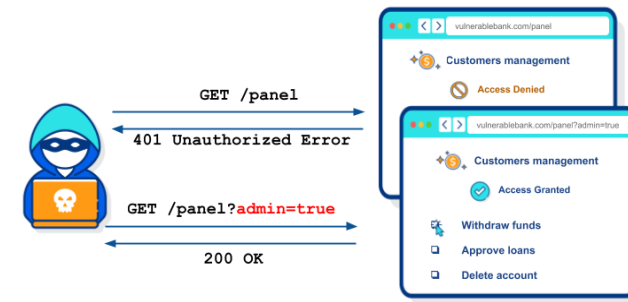 vulnerablebank.com/panel
Customers management
Access Denied
GET /panel
401 Unauthorized Error
vulnerablebank.com/panel?admin=true
Customers management
Access Granted
GET /panel?admin=true
200 OK
Withdraw funds
Approve loans
Delete account